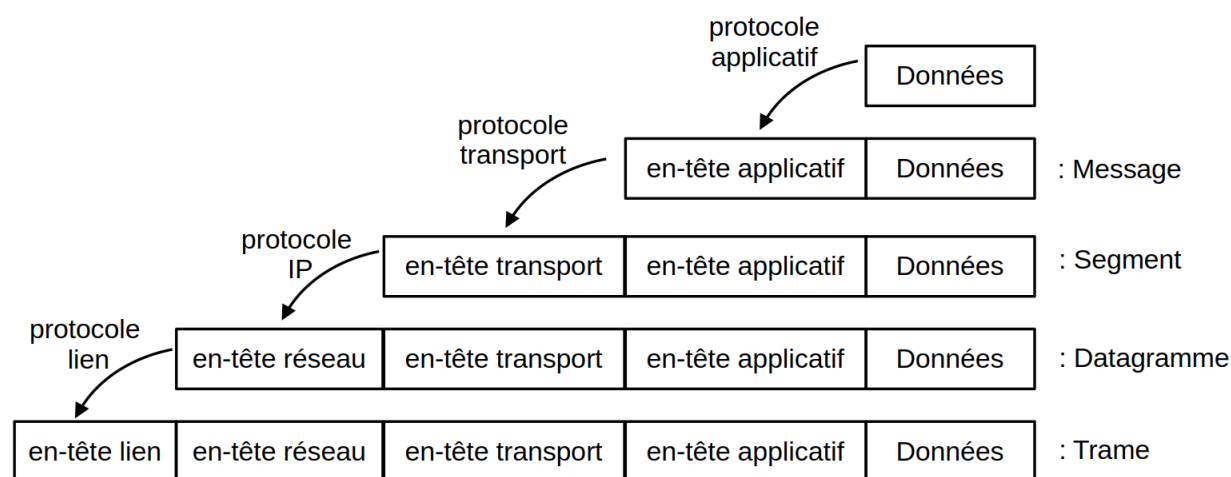 protocole
applicatif
Données
protocole
transport
en-tête applicatif Données : Message
protocole
IP
en-tête transport en-tête applicatif Données : Segment
protocole
lien
en-tête réseau en-tête transport en-tête applicatif Données : Datagramme
en-tête lien en-tête réseau en-tête transport en-tête applicatif Données : Trame